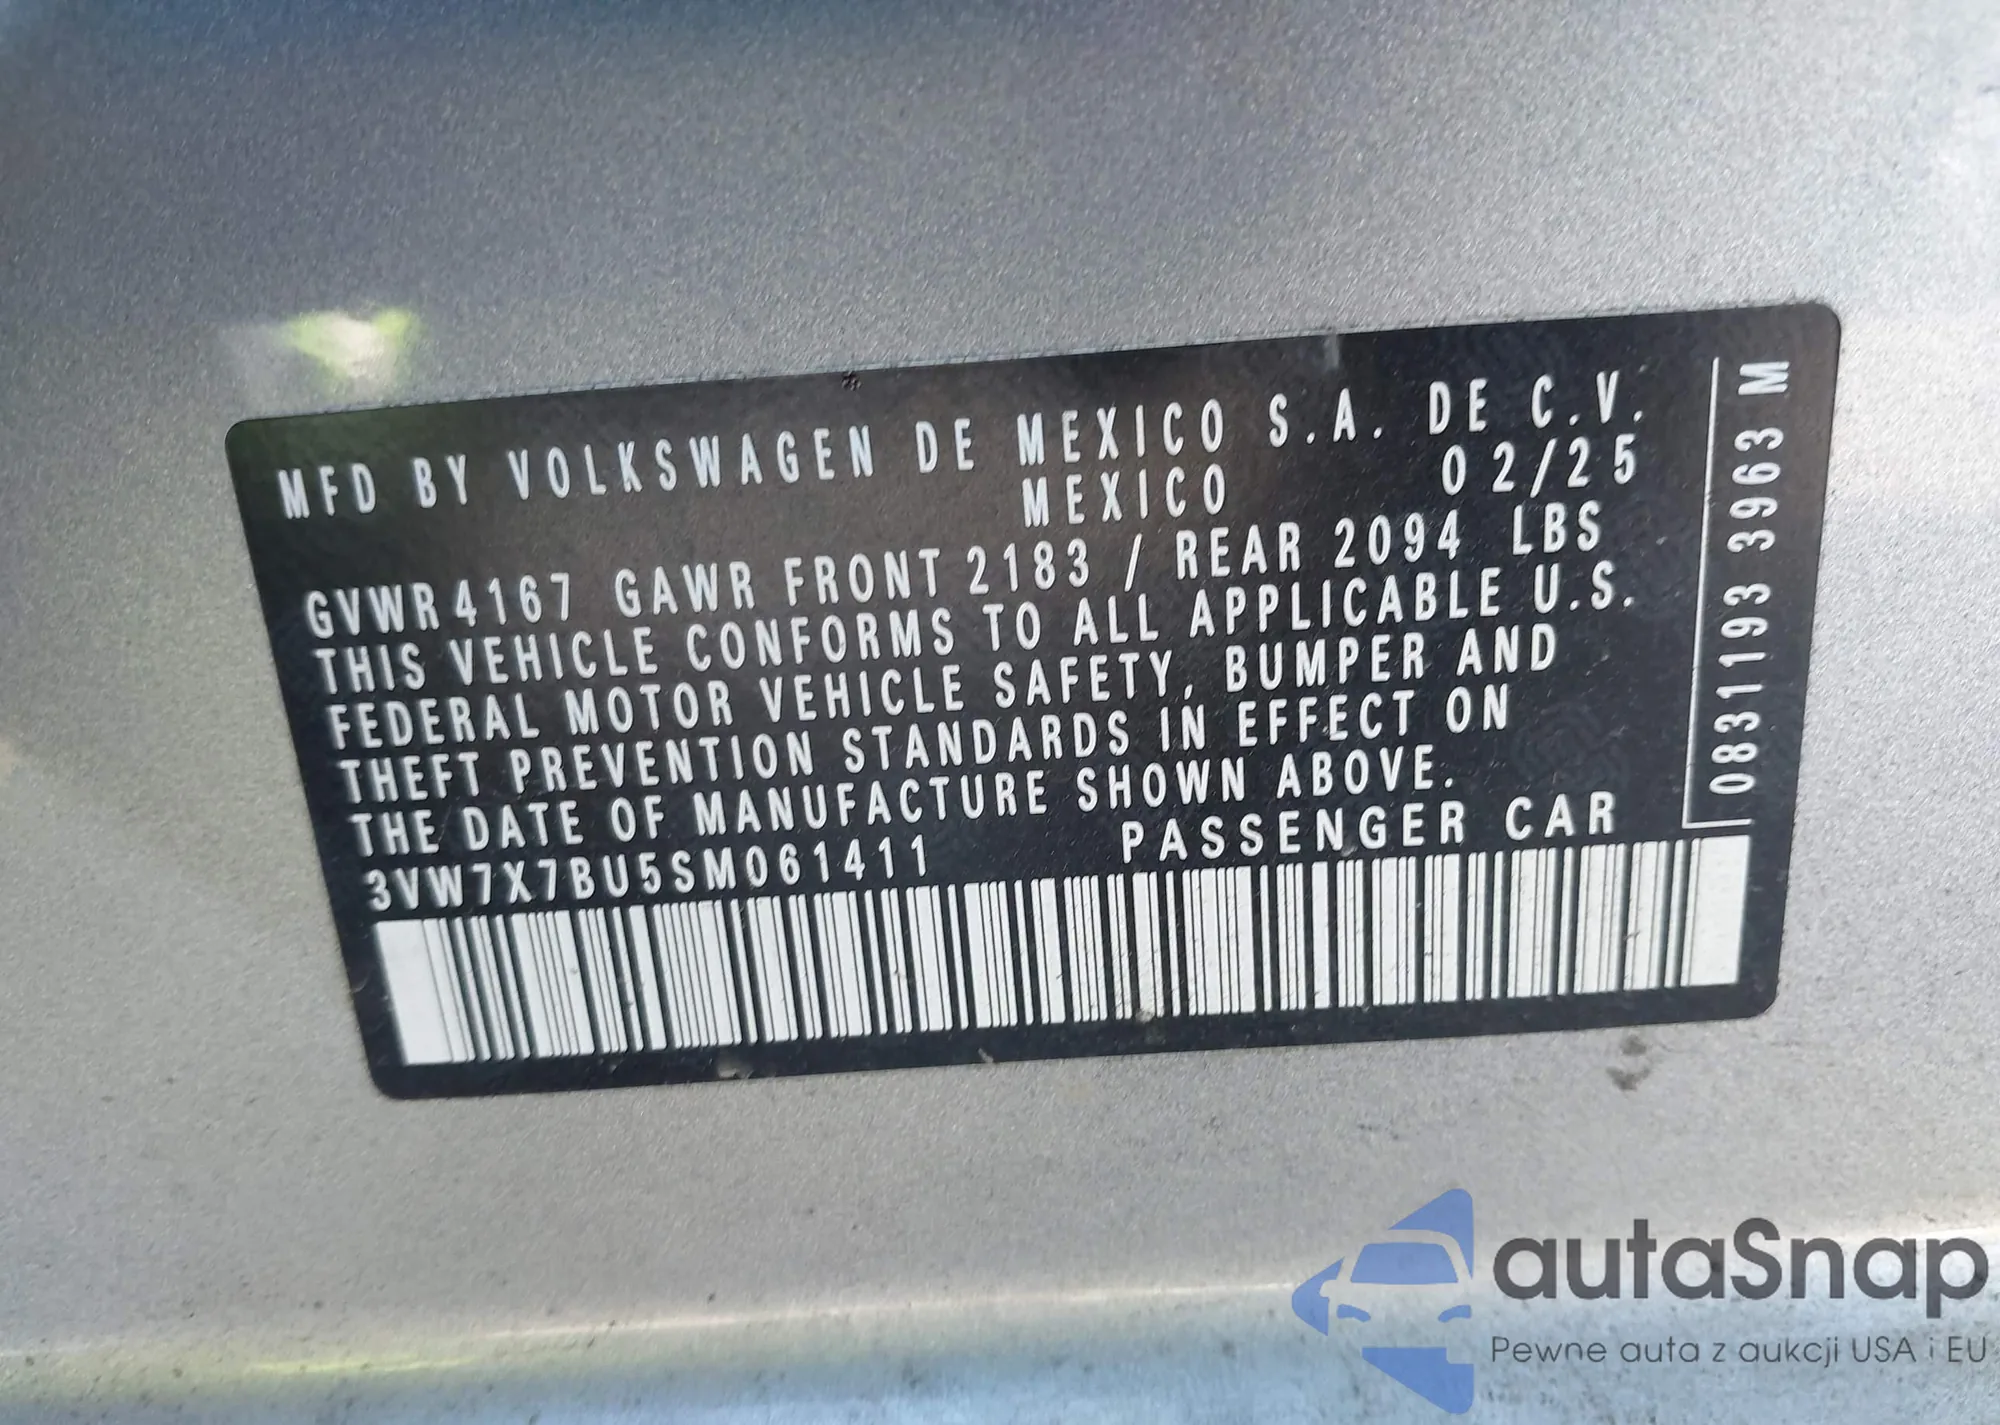 MFD BY VOLKSWAGEN DE MEXICO S.A. DE C.V.
MEXICO 02/25
GVWR 4167 GAWR FRONT 2183 / REAR 2094 LBS
THIS VEHICLE CONFORMS TO ALL APPLICABLE U.S.
FEDERAL MOTOR VEHICLE SAFETY, BUMPER AND
THEFT PREVENTION STANDARDS IN EFFECT ON
THE DATE OF MANUFACTURE SHOWN ABOVE.
3VW7X7BU5SM061411 PASSENGER CAR
0831193 3963 M
autaSnap
Pewne auta z aukcji USA i EU